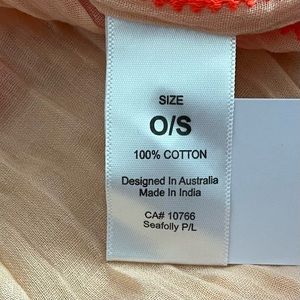 SIZE
O/S
100% COTTON
Designed In Australia
Made In India
CA# 10766
Seafolly P/L